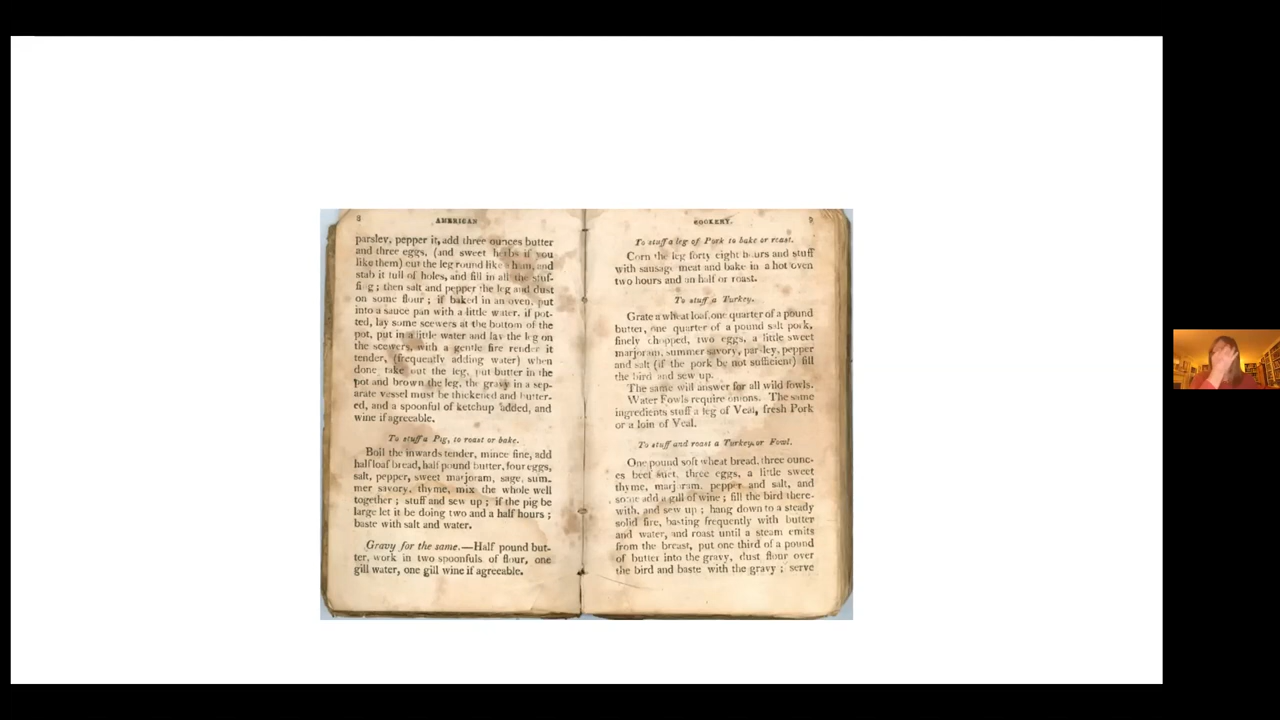 8
AMERICAN
parsley, pepper it, add three ounces butter
and three eggs, (and sweet herbs if you
like them) cut the leg round like a ham, and
stab it full of holes, and fill in all the stuf-
fing ; then salt and pepper the leg and dust
on some flour ; if baked in an oven, put
into a sauce pan with a little water, if pot-
ted, lay some scewers at the bottom of the
pot, put in a little water and lay the leg on
the scewers, with a gentle fire render it
tender, (frequently adding water) when
done take out the leg, put butter in the
pot and brown the leg, the gravy in a sep-
arate vessel must be thickened and butter-
ed, and a spoonful of ketchup added, and
wine if agreeable.
To stuff a Pig, to roast or bake.
Boil the inwards tender, mince fine, add
half loaf bread, half pound butter, four eggs,
salt, pepper, sweet marjoram, sage, sum-
mer savory, thyme, mix the whole well
together ; stuff and sew up ; if the pig be
large let it be doing two and a half hours ;
baste with salt and water.
Gravy for the same.—Half pound but-
ter, work in two spoonfuls of flour, one
gill water, one gill wine if agreeable.
COOKERY.
9
To stuff a leg of Pork to bake or roast.
Corn the leg forty eight hours and stuff
with sausage meat and bake in a hot oven
two hours and an half or roast.
To stuff a Turkey.
Grate a wheat loaf, one quarter of a pound
butter, one quarter of a pound salt pork,
finely chopped, two eggs, a little sweet
marjoram, summer savory, parsley, pepper
and salt (if the pork be not sufficient) fill
the bird and sew up.
The same will answer for all wild fowls.
Water Fowls require onions. The same
ingredients stuff a leg of Veal, fresh Pork
or a loin of Veal.
To stuff and roast a Turkey, or Fowl.
One pound soft wheat bread, three oun-
es beef suet, three eggs, a little sweet
thyme, marjoram, pepper and salt, and
some add a gill of wine ; fill the bird there-
with, and sew up ; hang down to a steady
solid fire, basting frequently with butter
and water, and roast until a steam emits
from the breast, put one third of a pound
of butter into the gravy, dust flour over
the bird and baste with the gravy ; serve